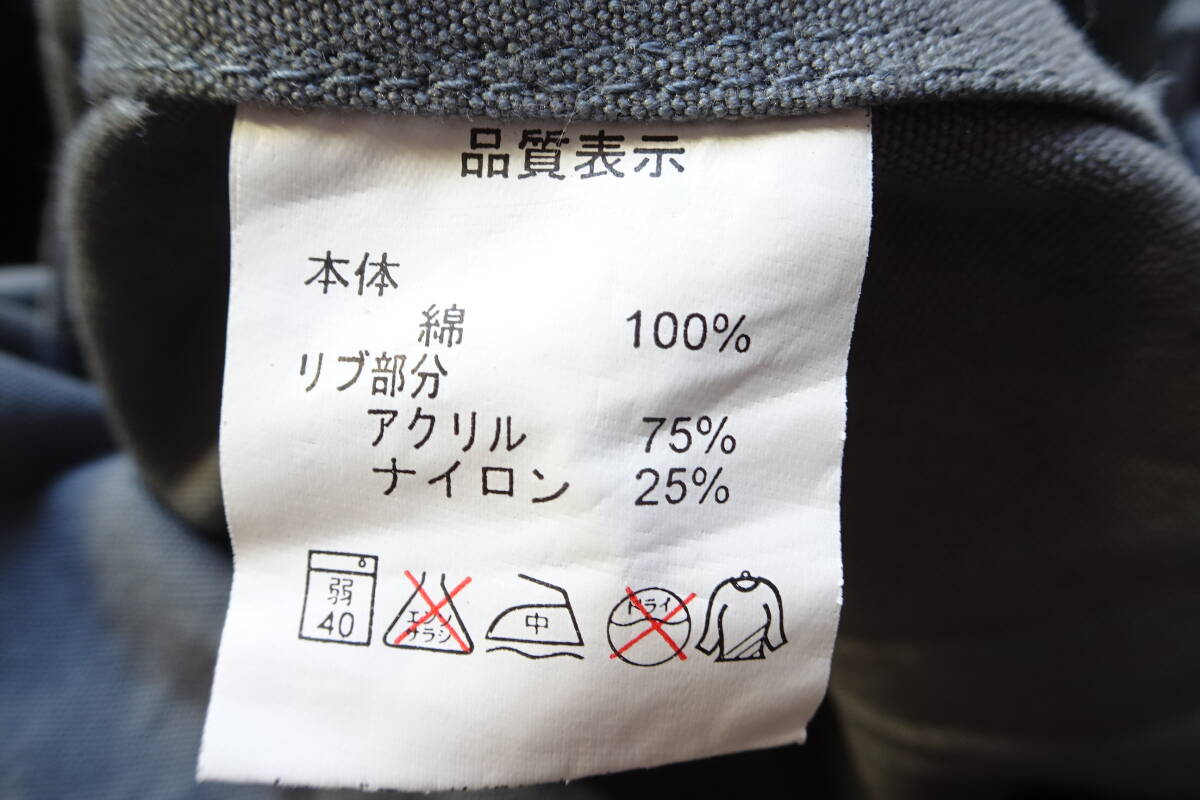 品質表示
本体
綿 100%
リブ部分
アクリル 75%
ナイロン 25%
弱
40
エンソ
サラシ
中
ドライ